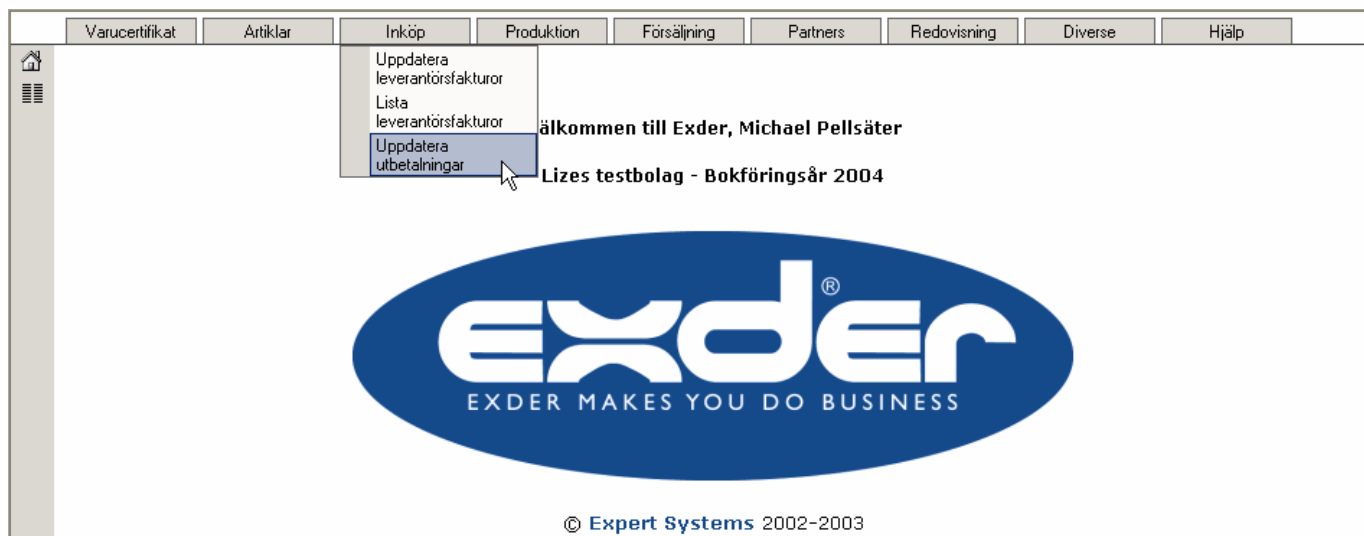 Varucertifikat Artiklar Inköp Produktion Försäljning Partners Redovisning Diverse Hjälp
Uppdatera
leverantörsfakturor
Lista
leverantörsfakturor
Uppdatera
utbetalningar
älkommen till Exder, Michael Pellsäter
Lizes testbolag - Bokföringsår 2004
exder®
EXDER MAKES YOU DO BUSINESS
© Expert Systems 2002-2003